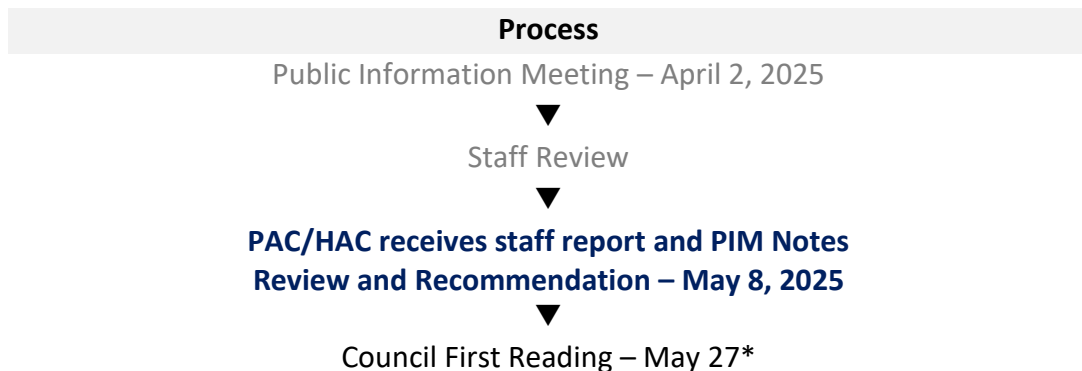 Process
Public Information Meeting – April 2, 2025
Staff Review
PAC/HAC receives staff report and PIM Notes
Review and Recommendation – May 8, 2025
Council First Reading – May 27*